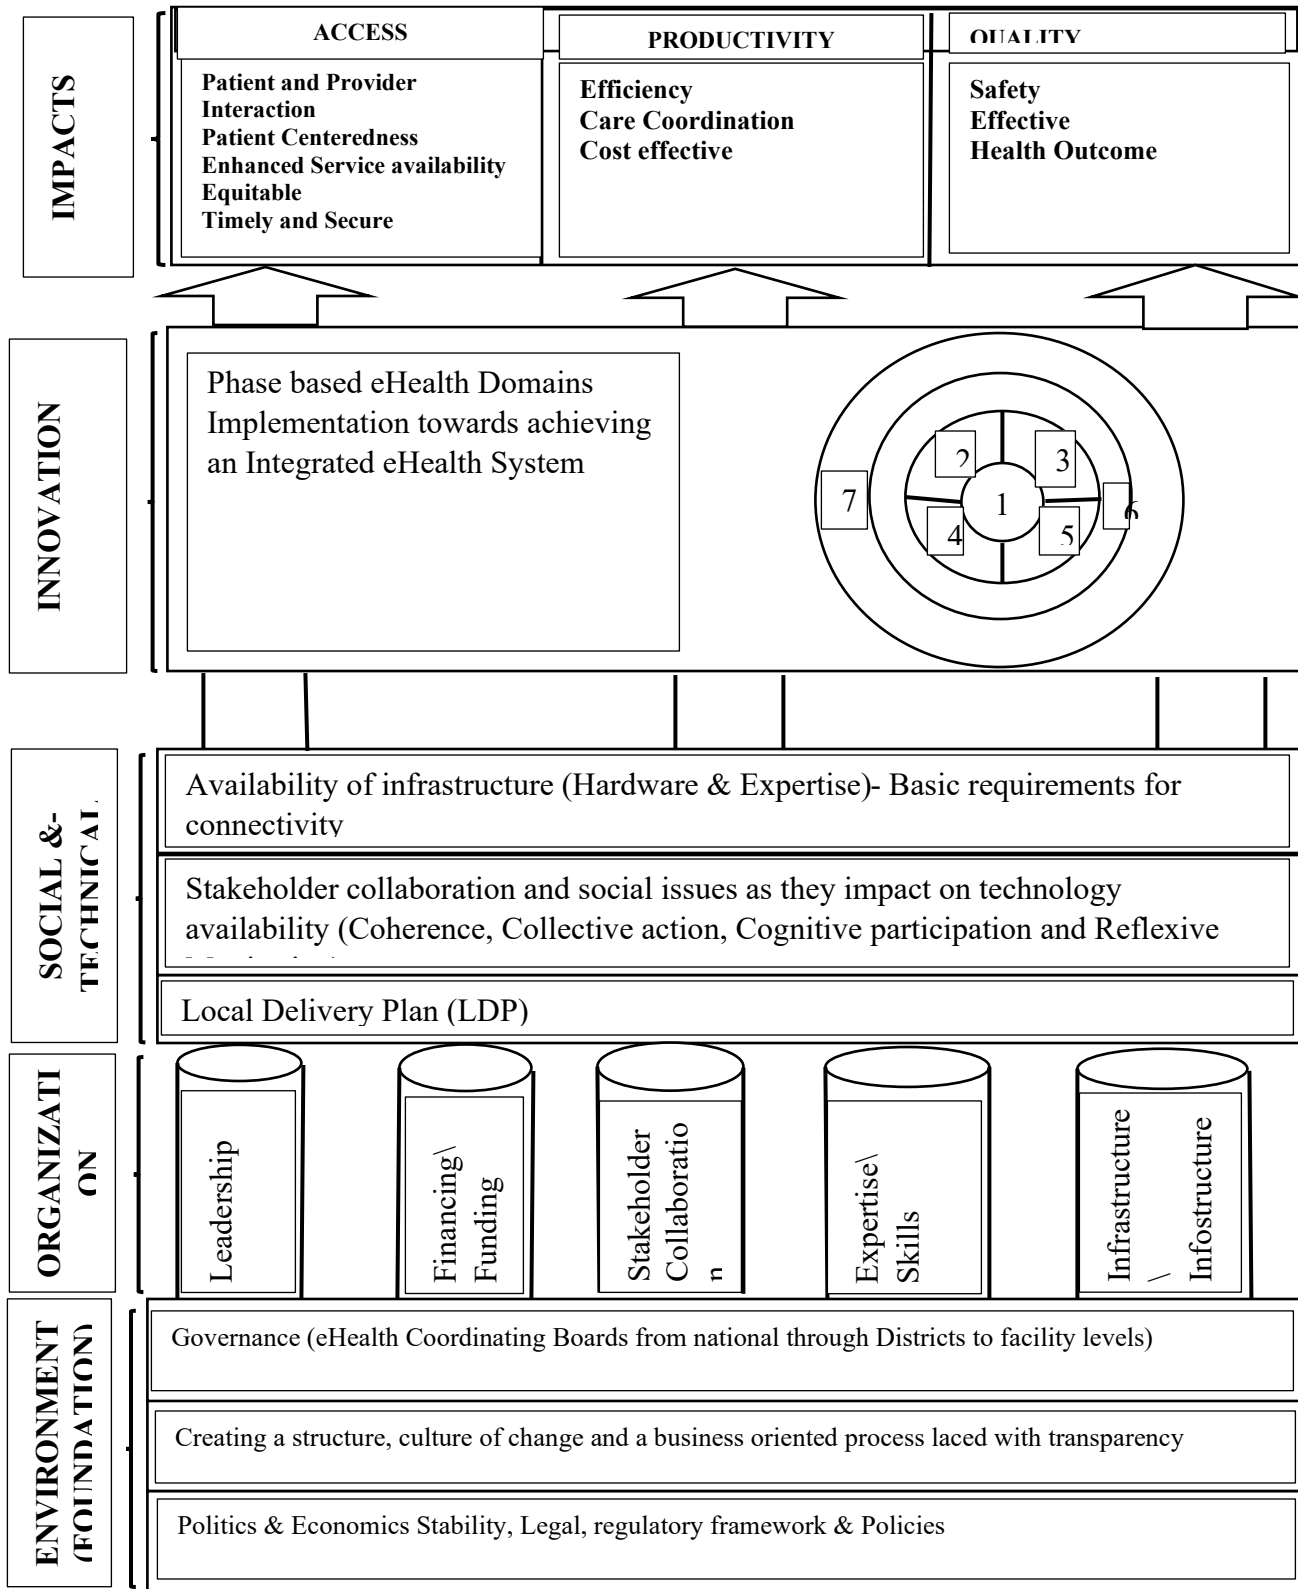 IMPACTS
ACCESS
PRODUCTIVITY
QUALITY
Patient and Provider
Interaction
Patient Centeredness
Enhanced Service availability
Equitable
Timely and Secure
Efficiency
Care Coordination
Cost effective
Safety
Effective
Health Outcome
INNOVATION
Phase based eHealth Domains
Implementation towards achieving
an Integrated eHealth System
1
2
3
4
5
6
7
SOCIAL &-
TECHNICAL
Availability of infrastructure (Hardware & Expertise)- Basic requirements for
connectivity
Stakeholder collaboration and social issues as they impact on technology
availability (Coherence, Collective action, Cognitive participation and Reflexive
Local Delivery Plan (LDP)
ORGANIZATI
ON
Leadership
Financing\
Funding
Stakeholder
Collaboratio
n
Expertise\
Skills
Infrastructure
\
Infostructure
ENVIRONMENT
(FOUNDATION)
Governance (eHealth Coordinating Boards from national through Districts to facility levels)
Creating a structure, culture of change and a business oriented process laced with transparency
Politics & Economics Stability, Legal, regulatory framework & Policies